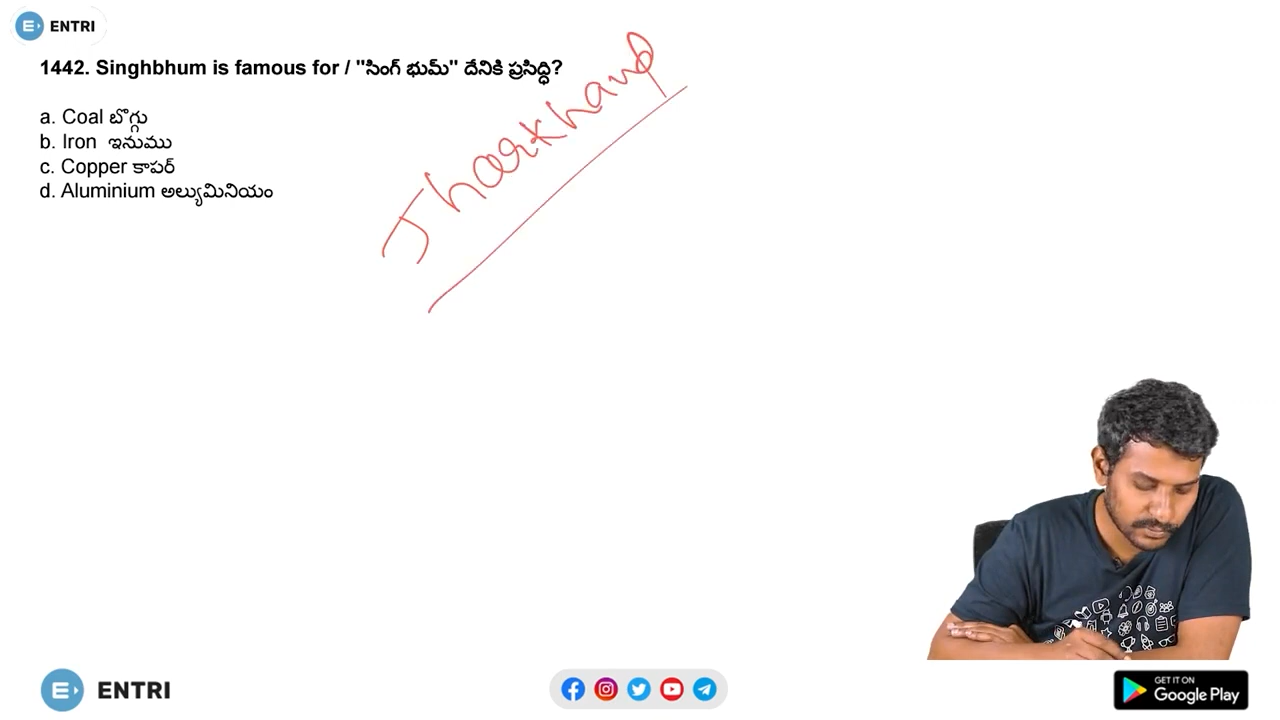 ENTRI
1442. Singhbhum is famous for / "సింగ్ భుమ్" దేనికి ప్రసిద్ధి?
a. Coal బొగ్గు
b. Iron ఇనుము
c. Copper కాపర్
d. Aluminium అల్యుమినియం
Jharkhand
ENTRI
GET IT ON
Google Play